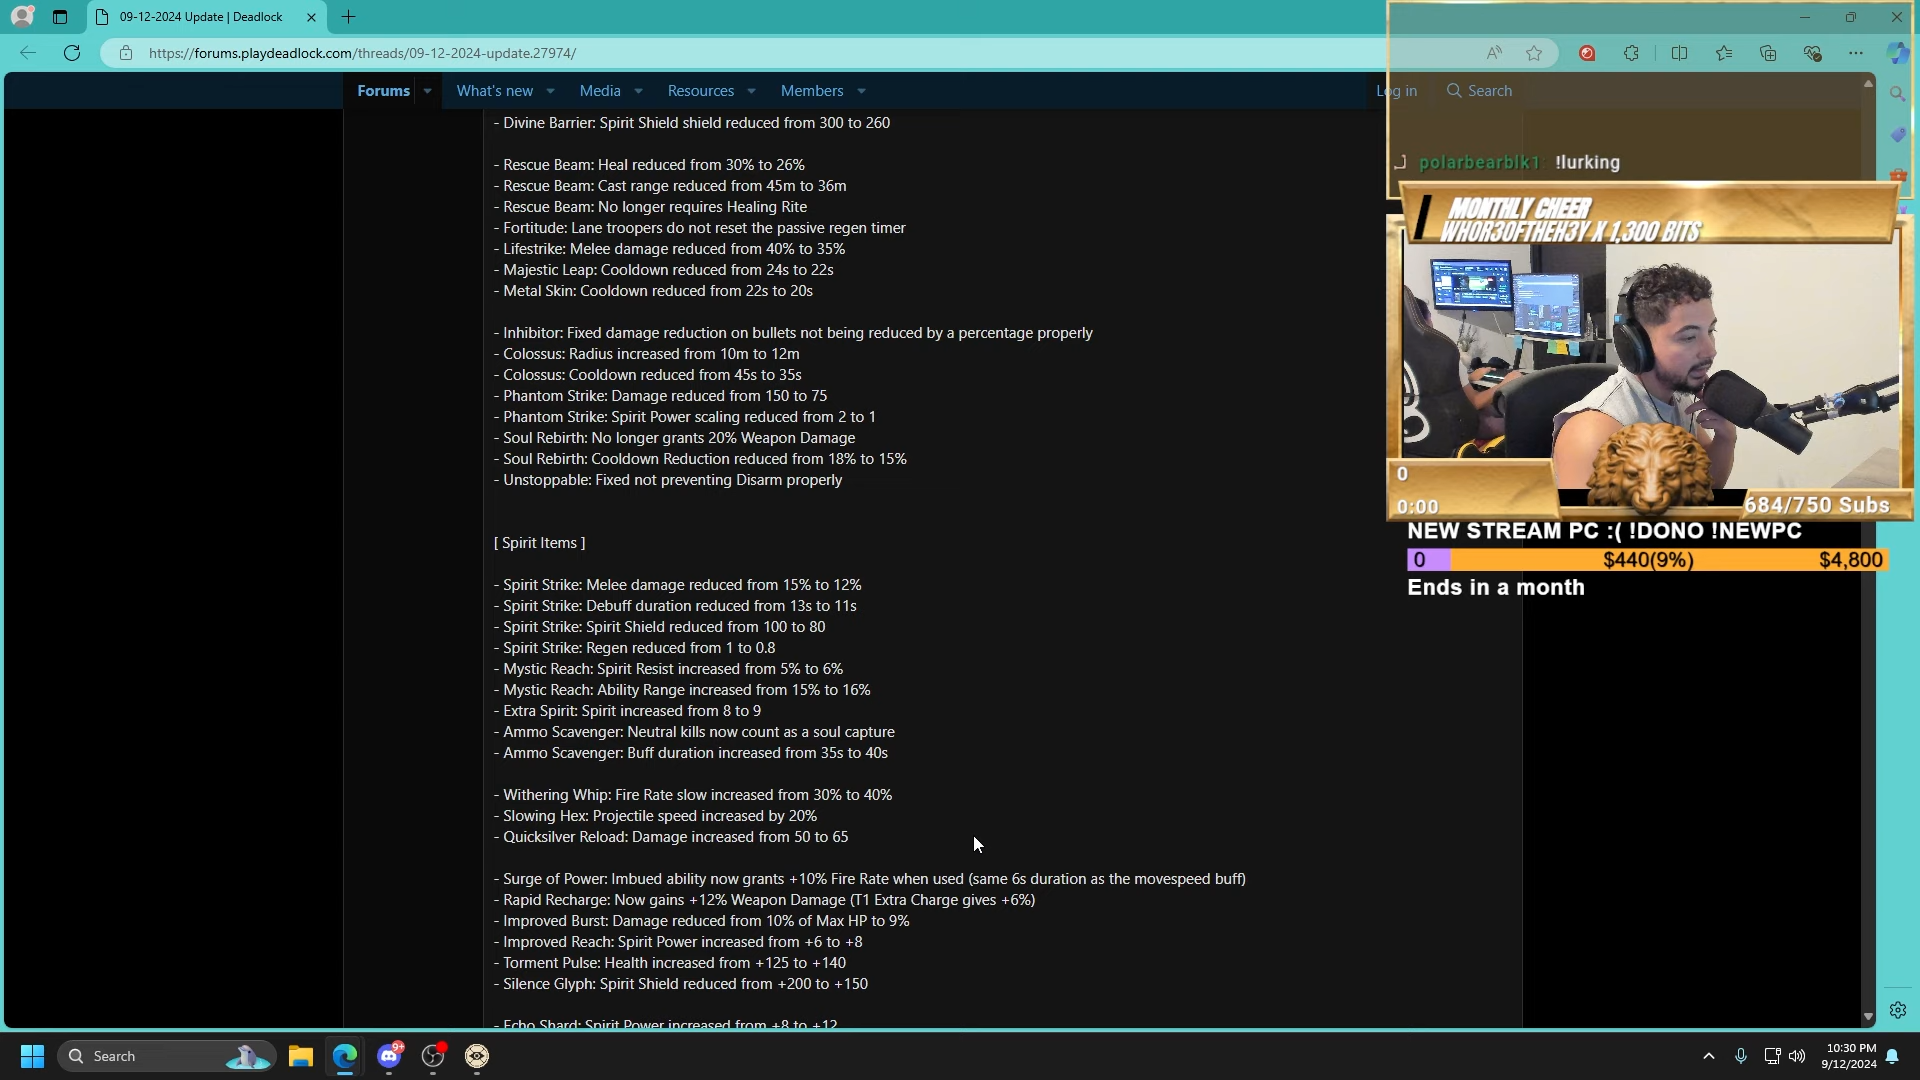 09-12-2024 Update | Deadlock
https://forums.playdeadlock.com/threads/09-12-2024-update.27974/
Forums
What's new
Media
Resources
Members
Log in
Search
- Divine Barrier: Spirit Shield shield reduced from 300 to 260
- Rescue Beam: Heal reduced from 30% to 26%
- Rescue Beam: Cast range reduced from 45m to 36m
- Rescue Beam: No longer requires Healing Rite
- Fortitude: Lane troopers do not reset the passive regen timer
- Lifestrike: Melee damage reduced from 40% to 35%
- Majestic Leap: Cooldown reduced from 24s to 22s
- Metal Skin: Cooldown reduced from 22s to 20s
- Inhibitor: Fixed damage reduction on bullets not being reduced by a percentage properly
- Colossus: Radius increased from 10m to 12m
- Colossus: Cooldown reduced from 45s to 35s
- Phantom Strike: Damage reduced from 150 to 75
- Phantom Strike: Spirit Power scaling reduced from 2 to 1
- Soul Rebirth: No longer grants 20% Weapon Damage
- Soul Rebirth: Cooldown Reduction reduced from 18% to 15%
- Unstoppable: Fixed not preventing Disarm properly
[ Spirit Items ]
- Spirit Strike: Melee damage reduced from 15% to 12%
- Spirit Strike: Debuff duration reduced from 13s to 11s
- Spirit Strike: Spirit Shield reduced from 100 to 80
- Spirit Strike: Regen reduced from 1 to 0.8
- Mystic Reach: Spirit Resist increased from 5% to 6%
- Mystic Reach: Ability Range increased from 15% to 16%
- Extra Spirit: Spirit increased from 8 to 9
- Ammo Scavenger: Neutral kills now count as a soul capture
- Ammo Scavenger: Buff duration increased from 35s to 40s
- Withering Whip: Fire Rate slow increased from 30% to 40%
- Slowing Hex: Projectile speed increased by 20%
- Quicksilver Reload: Damage increased from 50 to 65
- Surge of Power: Imbued ability now grants +10% Fire Rate when used (same 6s duration as the movespeed buff)
- Rapid Recharge: Now gains +12% Weapon Damage (T1 Extra Charge gives +6%)
- Improved Burst: Damage reduced from 10% of Max HP to 9%
- Improved Reach: Spirit Power increased from +6 to +8
- Torment Pulse: Health increased from +125 to +140
- Silence Glyph: Spirit Shield reduced from +200 to +150
- Echo Shard: Spirit Power increased from +8 to +12
polarbearblk1: !lurking
MONTHLY CHEER
WHOR3OFTHEH3Y X 1,300 BITS
0
0:00
684/750 Subs
NEW STREAM PC :( !DONO !NEWPC
0
$440(9%)
$4,800
Ends in a month
Search
9+
10:30 PM
9/12/2024